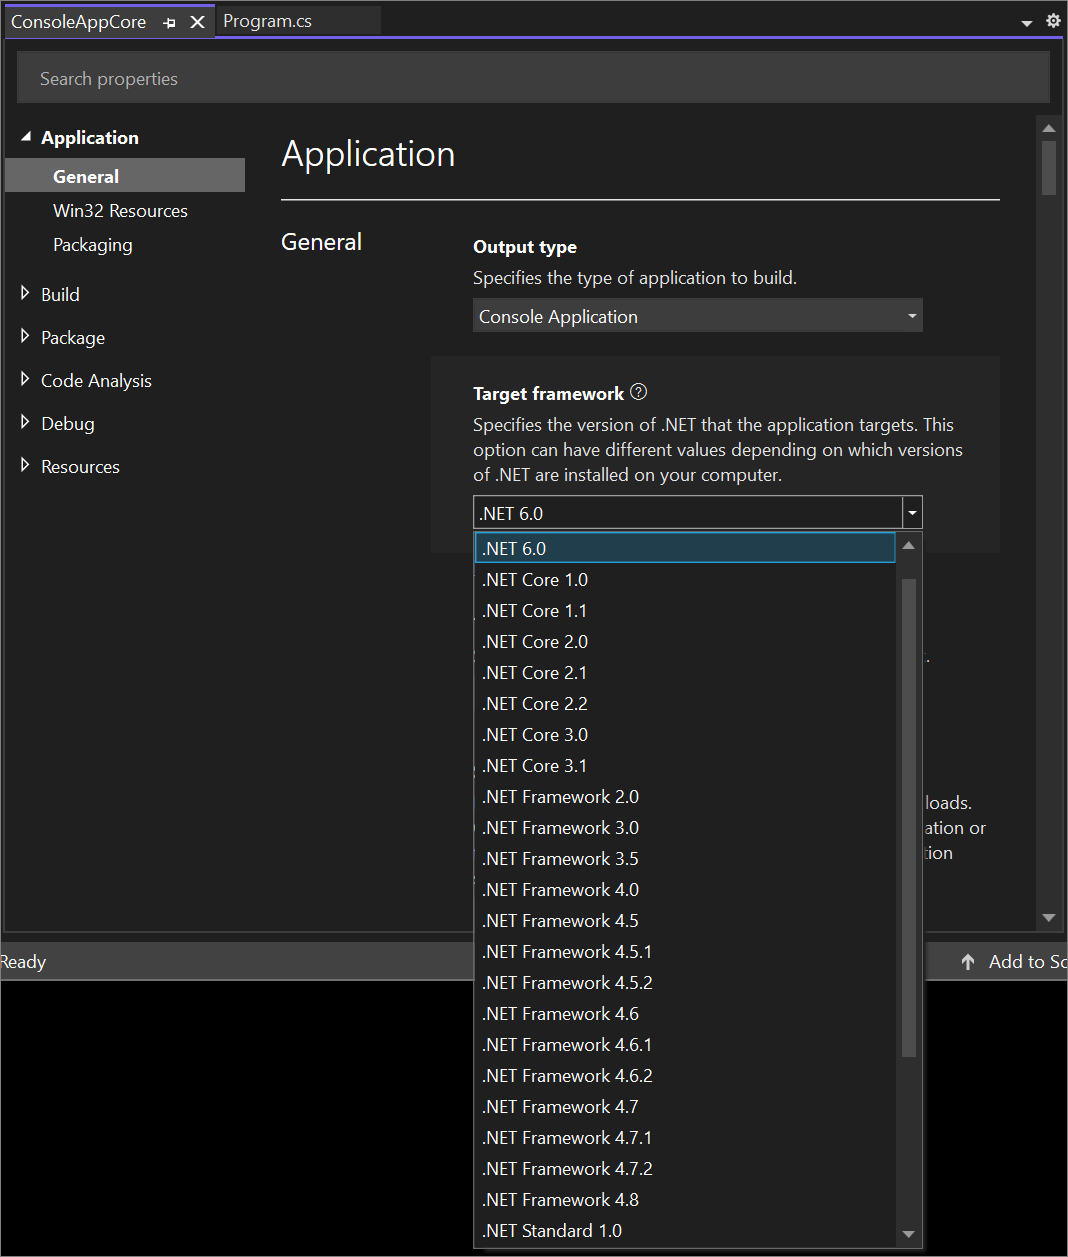 ConsoleAppCore
Program.cs
Search properties
Application
General
Win32 Resources
Packaging
Build
Package
Code Analysis
Debug
Resources
Application
General
Output type
Specifies the type of application to build.
Console Application
Target framework
Specifies the version of .NET that the application targets. This
option can have different values depending on which versions
of .NET are installed on your computer.
.NET 6.0
.NET 6.0
.NET Core 1.0
.NET Core 1.1
.NET Core 2.0
.NET Core 2.1
.NET Core 2.2
.NET Core 3.0
.NET Core 3.1
.NET Framework 2.0
.NET Framework 3.0
.NET Framework 3.5
.NET Framework 4.0
.NET Framework 4.5
.NET Framework 4.5.1
.NET Framework 4.5.2
.NET Framework 4.6
.NET Framework 4.6.1
.NET Framework 4.6.2
.NET Framework 4.7
.NET Framework 4.7.1
.NET Framework 4.7.2
.NET Framework 4.8
.NET Standard 1.0
loads.
ation or
tion
Ready
Add to So